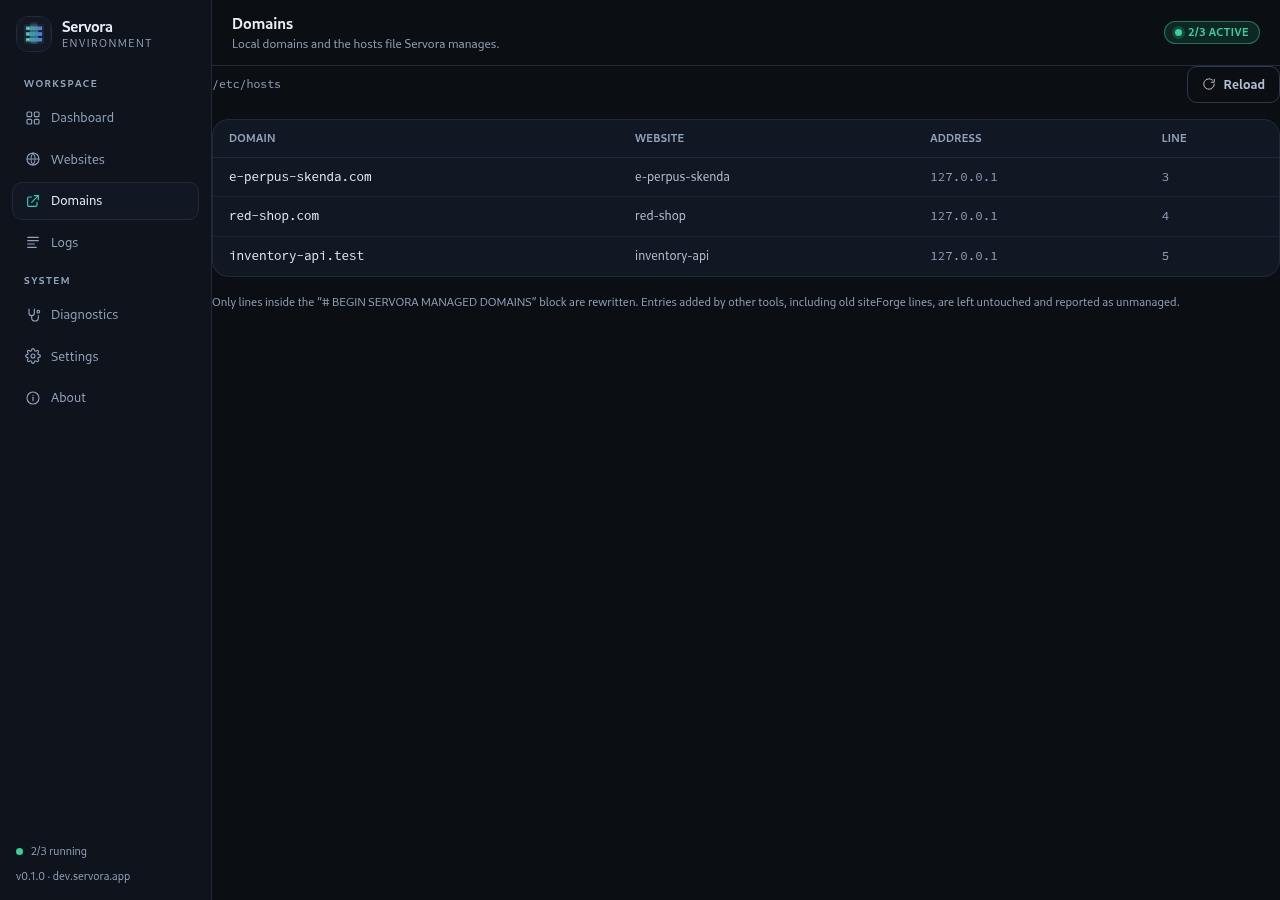 Servora
ENVIRONMENT
WORKSPACE
Dashboard
Websites
Domains
Logs
SYSTEM
Diagnostics
Settings
About
2/3 running
v0.1.0 · dev.servora.app
Domains
Local domains and the hosts file Servora manages.
2/3 ACTIVE
/etc/hosts
Reload
DOMAIN WEBSITE ADDRESS LINE
e-perpus-skenda.com e-perpus-skenda 127.0.0.1 3
red-shop.com red-shop 127.0.0.1 4
inventory-api.test inventory-api 127.0.0.1 5
Only lines inside the “# BEGIN SERVORA MANAGED DOMAINS” block are rewritten. Entries added by other tools, including old siteForge lines, are left untouched and reported as unmanaged.